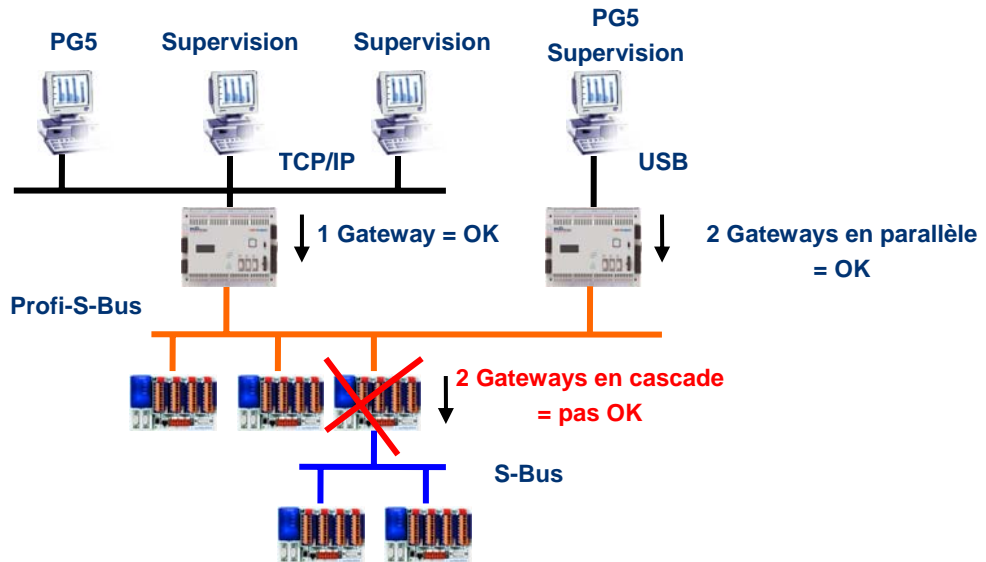 PG5
Supervision
Supervision
PG5
Supervision
TCP/IP
USB
1 Gateway = OK
2 Gateways en parallèle
= OK
Profi-S-Bus
2 Gateways en cascade
= pas OK
S-Bus